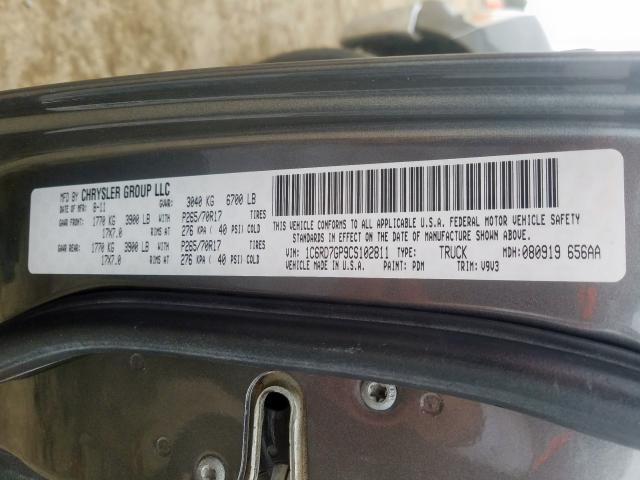 MFD BY CHRYSLER GROUP LLC
DATE OF MFR: 8-11 GVWR: 3040 KG 6700 LB
GAWR FRONT: 1770 KG 3900 LB WITH P265/70R17 TIRES
17X7.0 RIMS AT 276 KPA ( 40 PSI) COLD
GAWR REAR: 1770 KG 3900 LB WITH P265/70R17 TIRES
17X7.0 RIMS AT 276 KPA ( 40 PSI) COLD
THIS VEHICLE CONFORMS TO ALL APPLICABLE U.S.A. FEDERAL MOTOR VEHICLE SAFETY
STANDARDS IN EFFECT ON THE DATE OF MANUFACTURE SHOWN ABOVE.
VIN: 1C6RD7GP9CS102811 TYPE: TRUCK MDH: 080919 656AA
VEHICLE MADE IN U.S.A. PAINT: PDM TRIM: V9V3